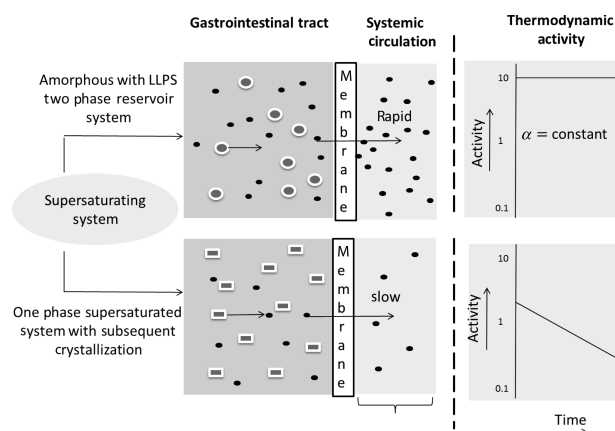 Gastrointestinal tract
Systemic
circulation
Thermodynamic
activity
Amorphous with LLPS
two phase reservoir
system
M
e
m
b
r
a
n
e
Rapid
Activity
10
1
0.1
α = constant
Supersaturating
system
One phase supersaturated
system with subsequent
crystallization
M
e
m
b
r
a
n
e
slow
Activity
10
1
0.1
Time